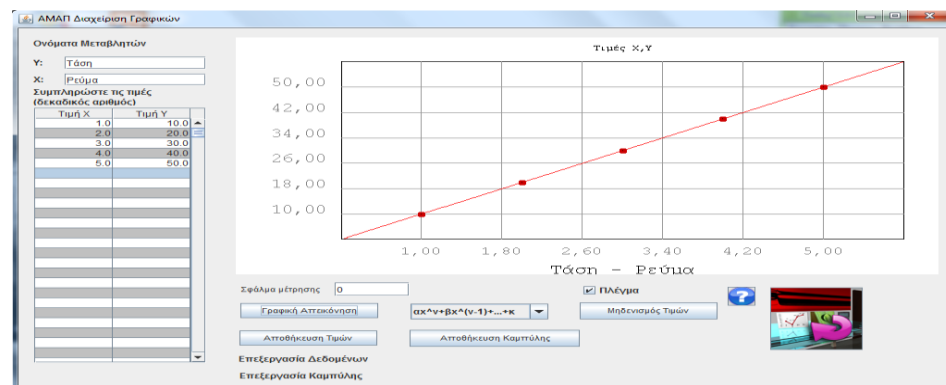 ΑΜΑΠ Διαχείριση Γραφικών
Ονόματα Μεταβλητών
Y: Τάση
X: Ρεύμα
Συμπληρώστε τις τιμές
(δεκαδικός αριθμός)
Τιμή X Τιμή Y
1.0 10.0
2.0 20.0
3.0 30.0
4.0 40.0
5.0 50.0
Τιμές X,Y
50,00
42,00
34,00
26,00
18,00
10,00
1,00 1,80 2,60 3,40 4,20 5,00
Τάση - Ρεύμα
Σφάλμα μέτρησης 0
Πλέγμα
Γραφική Απεικόνηση
αx^ν+βx^(ν-1)+...+κ
Μηδενισμός Τιμών
?
Αποθήκευση Τιμών
Αποθήκευση Καμπύλης
Επεξεργασία Δεδομένων
Επεξεργασία Καμπύλης